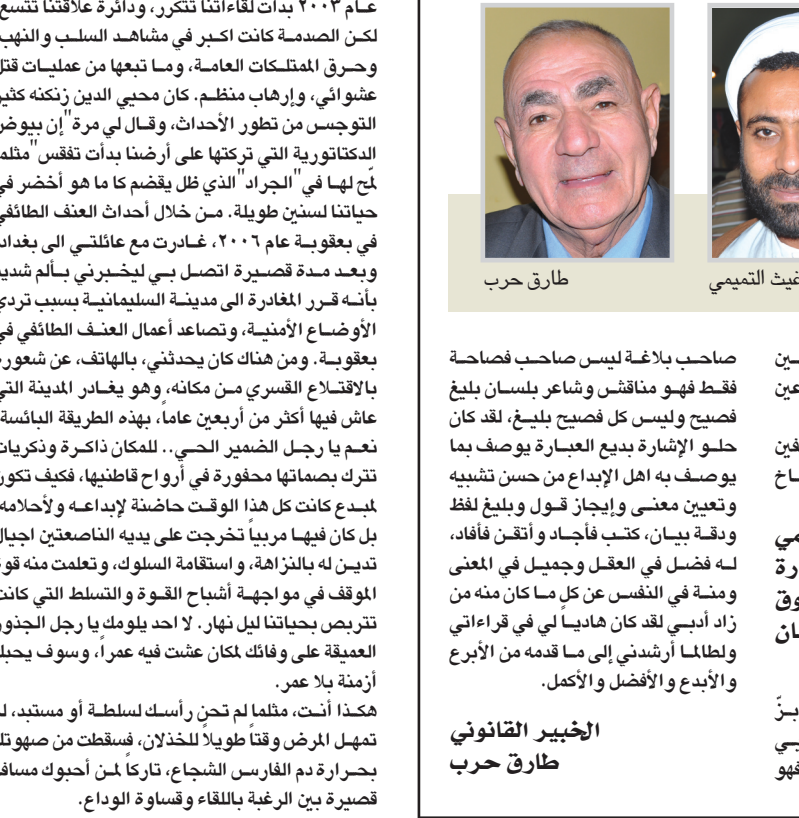 غيث التميمي
طارق حرب
صاحب بلاغة ليس صاحب فصاحة
فقط فهو مناقش وشاعر بلسان بليغ
فصيح وليس كل فصيح بليغ، لقد كان
حلو الإشارة بديع العبارة يوصف بما
يوصف به اهل الإبداع من حسن تشبيه
وتعيين معنى وإيجاز قول وبليغ لفظ
ودقة بيان، كتب فأجاد وأتقن فأفاد،
له فضل في العقل وجميل في المعنى
ومنة في النفس عن كل ما كان منه من
زاد أدبي لقد كان هادياً لي في قراءاتي
ولطالما أرشدني إلى ما قدمه من الأبرع
والأبدع والأفضل والأكمل.
الخبير القانوني
طارق حرب
عام ٢٠٠٣ بدأت لقاءاتنا تتكرر، ودائرة علاقتنا تتسع
لكن الصدمة كانت اكبر في مشاهد السلب والنهب
وحرق الممتلكات العامة، وما تبعها من عمليات قتل
عشوائي، وإرهاب منظم. كان محيي الدين زنكنه كثير
التوجس من تطور الأحداث، وقال لي مرة"إن بيوض
الدكتاتورية التي تركتها على أرضنا بدأت تفقس"مثلما
لمّح لها في"الجراد"الذي ظل يقضم كا ما هو أخضر في
حياتنا لسنين طويلة. من خلال أحداث العنف الطائفي
في بعقوبة عام ٢٠٠٦، غادرت مع عائلتي الى بغداد
وبعد مدة قصيرة اتصل بي ليخبرني بألم شديد
بأنه قرر المغادرة الى مدينة السليمانية بسبب تردي
الأوضاع الأمنية، وتصاعد أعمال العنف الطائفي في
بعقوبة. ومن هناك كان يحدثني، بالهاتف، عن شعوره
بالاقتلاع القسري من مكانه، وهو يغادر المدينة التي
عاش فيها أكثر من أربعين عاماً، بهذه الطريقة البائسة
نعم يا رجل الضمير الحي.. للمكان ذاكرة وذكريات
تترك بصماتها محفورة في أرواح قاطنيها، فكيف تكون
لمبدع كانت كل هذا الوقت حاضنة لإبداعه ولأحلامه
بل كان فيها مربياً تخرجت على يديه الناصعتين اجيال
تدين له بالنزاهة، واستقامة السلوك، وتعلمت منه قوة
الموقف في مواجهة أشباح القوة والتسلط التي كانت
تتربص بحياتنا ليل نهار. لا احد يلومك يا رجل الجذور
العميقة على وفائك لمكان عشت فيه عمراً، وسوف يحبك
أزمنة بلا عمر.
هكذا أنت، مثلما لم تحنِ رأسك لسلطة أو مستبد، لم
تمهل المرض وقتاً طويلاً للخذلان، فسقطت من صهوتك
بحرارة دم الفارس الشجاع، تاركاً لمن أحبوك مسافة
قصيرة بين الرغبة باللقاء وقساوة الوداع.